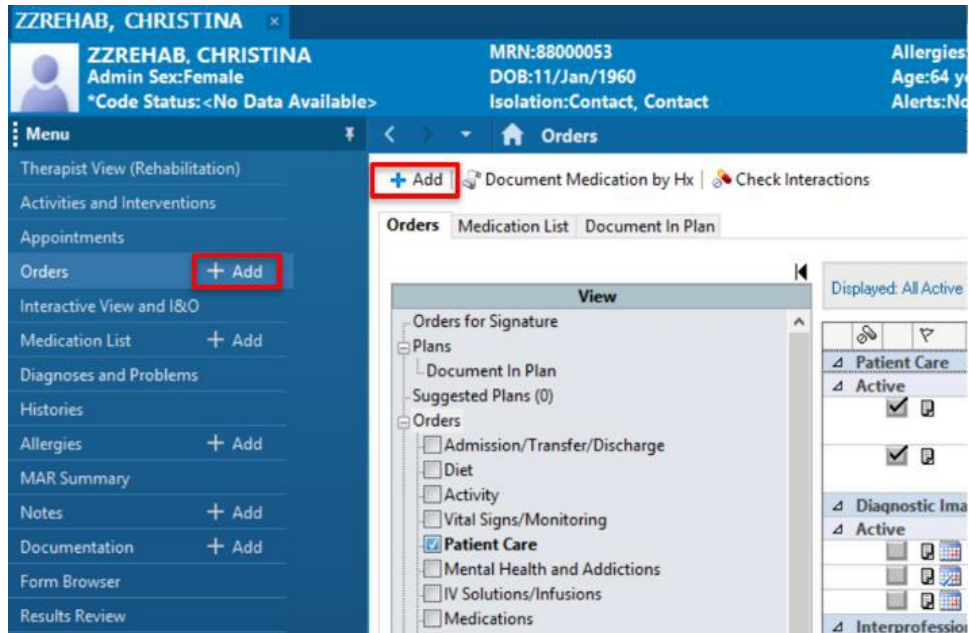 ZZREHAB, CHRISTINA ×
ZZREHAB, CHRISTINA
Admin Sex:Female
*Code Status:<No Data Available>
MRN:88000053
DOB:11/Jan/1960
Isolation:Contact, Contact
Allergies
Age:64 y
Alerts:No
Menu
Orders
Therapist View (Rehabilitation)
Activities and Interventions
Appointments
Orders + Add
Interactive View and I&O
Medication List + Add
Diagnoses and Problems
Histories
Allergies + Add
MAR Summary
Notes + Add
Documentation + Add
Form Browser
Results Review
+ Add | Document Medication by Hx | Check Interactions
Orders Medication List Document In Plan
View
Orders for Signature
Plans
Document In Plan
Suggested Plans (0)
Orders
Admission/Transfer/Discharge
Diet
Activity
Vital Signs/Monitoring
Patient Care
Mental Health and Addictions
IV Solutions/Infusions
Medications
Displayed: All Active
Patient Care
Active
Diagnostic Ima
Active
Interprofession